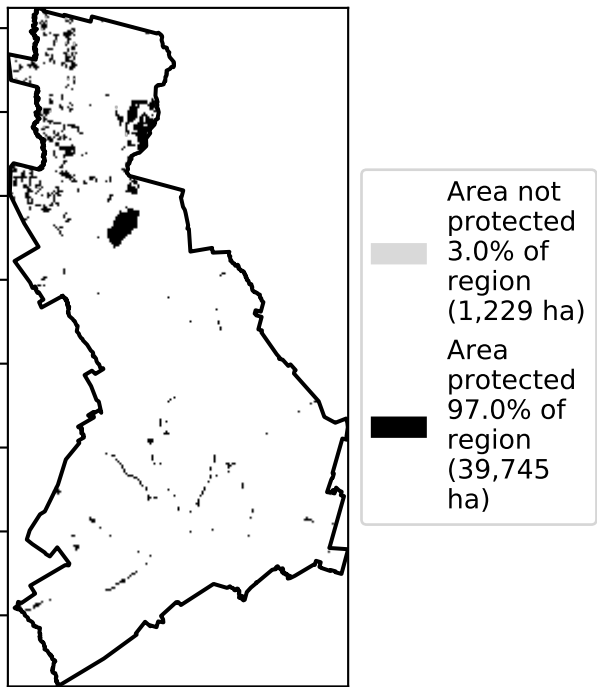 Area not
protected
3.0% of
region
(1,229 ha)
Area
protected
97.0% of
region
(39,745
ha)